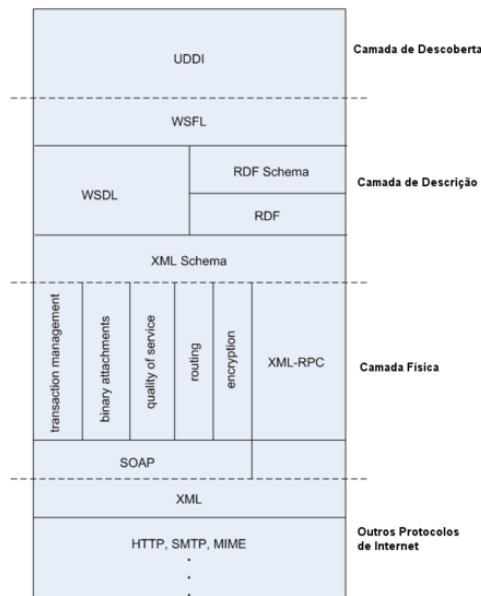 UDDI
Camada de Descoberta
WSFL
WSDL
RDF Schema
RDF
Camada de Descrição
XML Schema
transaction management
binary attachments
quality of service
routing
encryption
XML-RPC
Camada Física
SOAP
XML
HTTP, SMTP, MIME
Outros Protocolos
de Internet